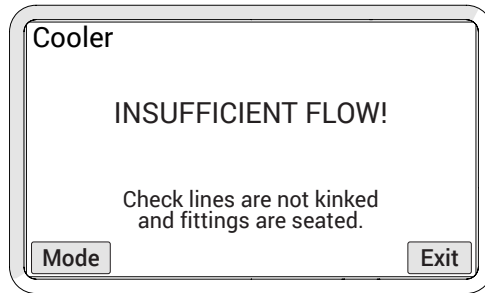 Cooler
INSUFFICIENT FLOW!
Check lines are not kinked
and fittings are seated.
Mode
Exit